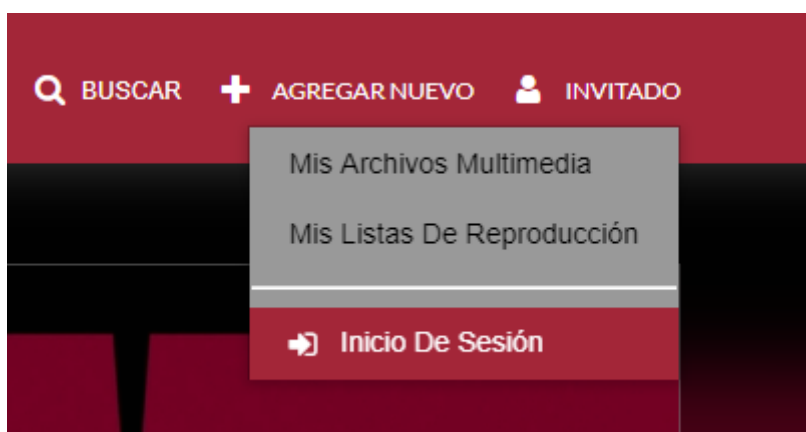 BUSCAR AGREGAR NUEVO INVITADO
Mis Archivos Multimedia
Mis Listas De Reproducción
Inicio De Sesión